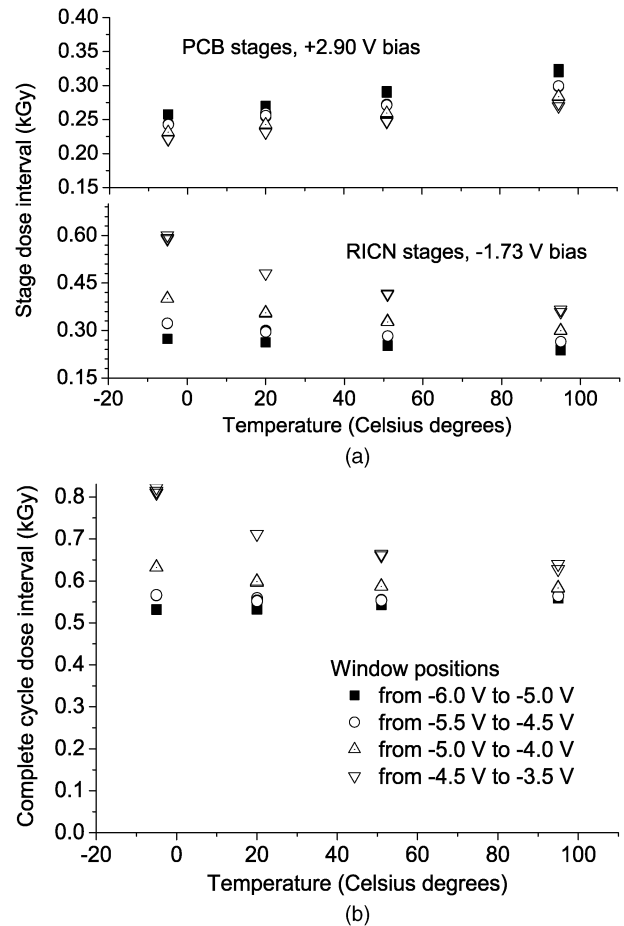 0.40
PCB stages, +2.90 V bias
0.35
0.30
0.25
0.20
0.15
Stage dose interval (kGy)
0.60
RICN stages, -1.73 V bias
0.45
0.30
0.15
-20 0 20 40 60 80 100
Temperature (Celsius degrees)
(a)
0.8
0.7
0.6
0.5
0.4
0.3
0.2
0.1
0.0
Complete cycle dose interval (kGy)
Window positions
from -6.0 V to -5.0 V
from -5.5 V to -4.5 V
from -5.0 V to -4.0 V
from -4.5 V to -3.5 V
-20 0 20 40 60 80 100
Temperature (Celsius degrees)
(b)